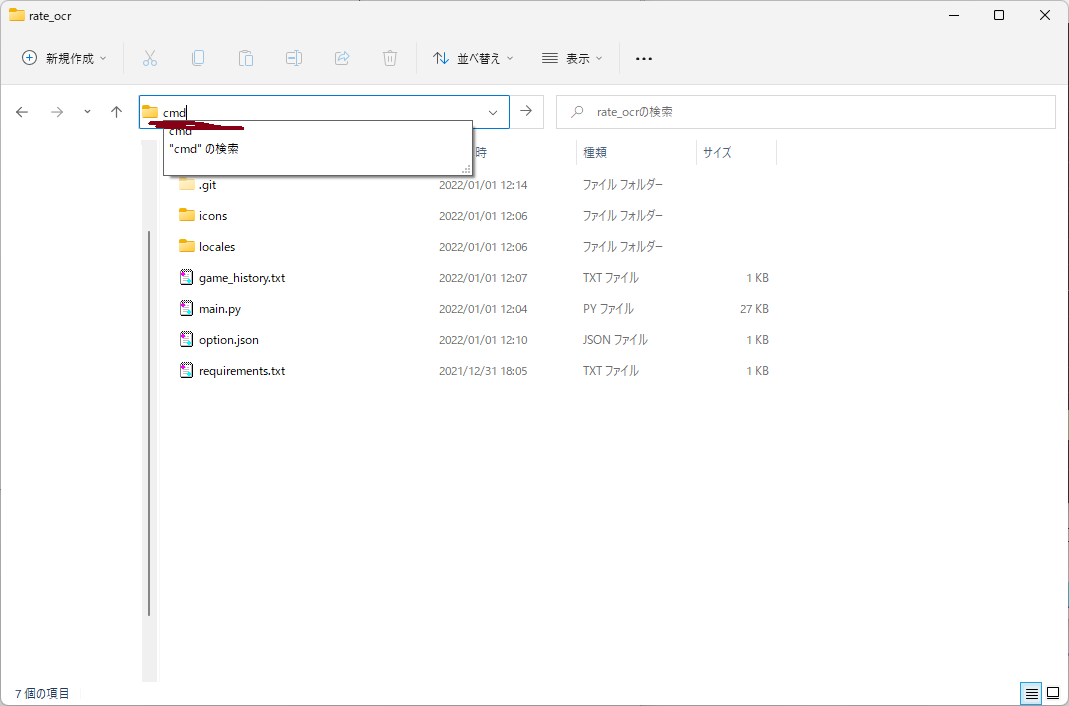 rate_ocr
新規作成 並べ替え 表示
cmd rate_ocrの検索
cmd
"cmd" の検索
時 種類 サイズ
.git 2022/01/01 12:14 ファイル フォルダー
icons 2022/01/01 12:06 ファイル フォルダー
locales 2022/01/01 12:06 ファイル フォルダー
game_history.txt 2022/01/01 12:07 TXT ファイル 1 KB
main.py 2022/01/01 12:04 PY ファイル 27 KB
option.json 2022/01/01 12:10 JSON ファイル 1 KB
requirements.txt 2021/12/31 18:05 TXT ファイル 1 KB
7 個の項目